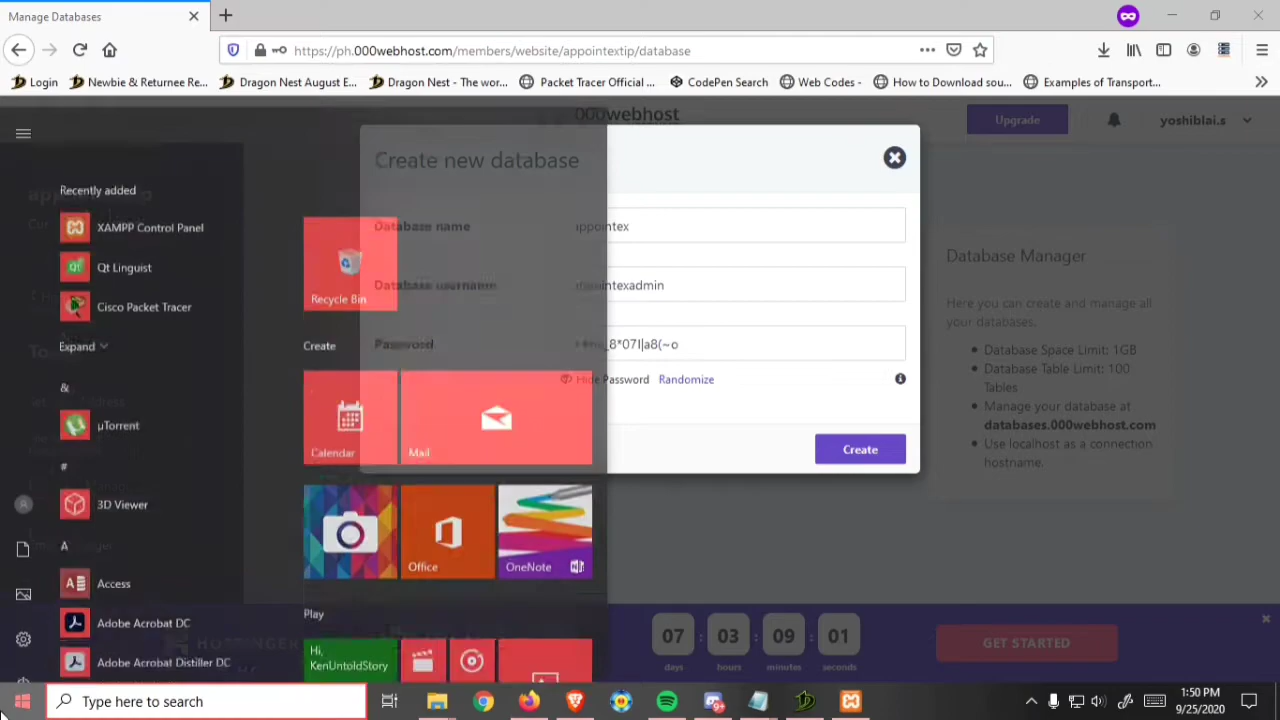 Manage Databases
https://ph.000webhost.com/members/website/appointextip/database
Login
Newbie & Returnee Re...
Dragon Nest August E...
Dragon Nest - The wor...
Packet Tracer Official ...
CodePen Search
Web Codes -
How to Download sou...
Examples of Transport...
000webhost
Upgrade
yoshiblai.s
Create new database
Recently added
XAMPP Control Panel
Database name
appointex
Qt Linguist
Database Manager
Database username
Cisco Packet Tracer
Recycle Bin
Here you can create and manage all
your databases.
Expand
Create
Password
Database Space Limit: 1GB
Database Table Limit: 100
Tables
Hide Password
Randomize
&
Manage your database at
databases.000webhost.com
µTorrent
Use localhost as a connection
hostname.
Calendar
Mail
Create
#
3D Viewer
A
Office
OneNote
Access
Play
Adobe Acrobat DC
07 : 03 : 09 : 01
GET STARTED
Hi,
KenUntoldStory
days
hours
minutes
seconds
Adobe Acrobat Distiller DC
Type here to search
9+
1:50 PM
9/25/2020